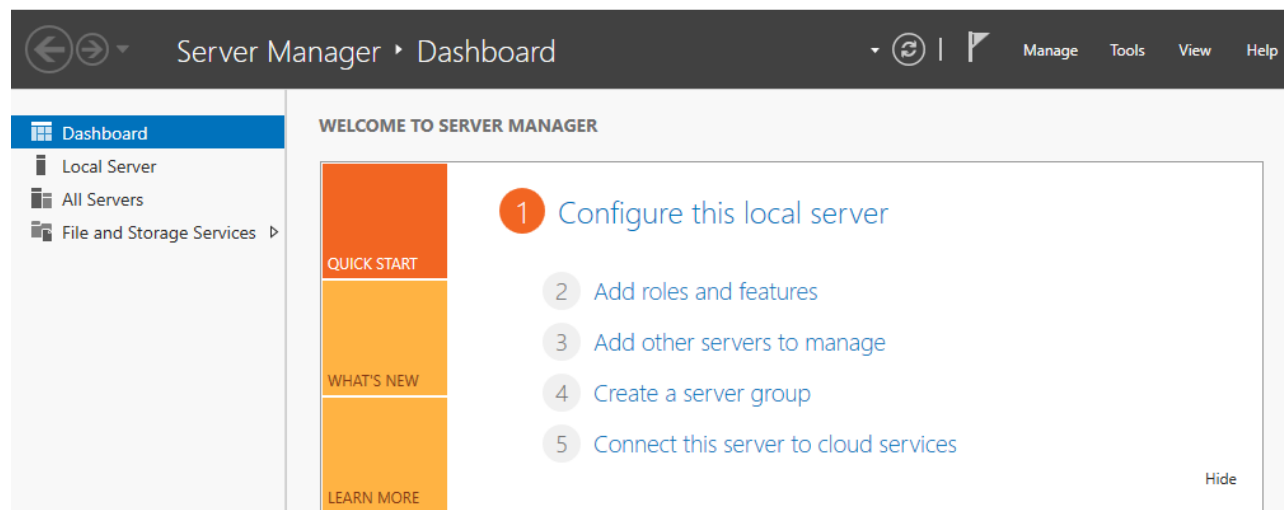 Server Manager ‣ Dashboard
Manage Tools View Help
Dashboard
Local Server
All Servers
File and Storage Services
WELCOME TO SERVER MANAGER
QUICK START
WHAT'S NEW
LEARN MORE
1 Configure this local server
2 Add roles and features
3 Add other servers to manage
4 Create a server group
5 Connect this server to cloud services
Hide